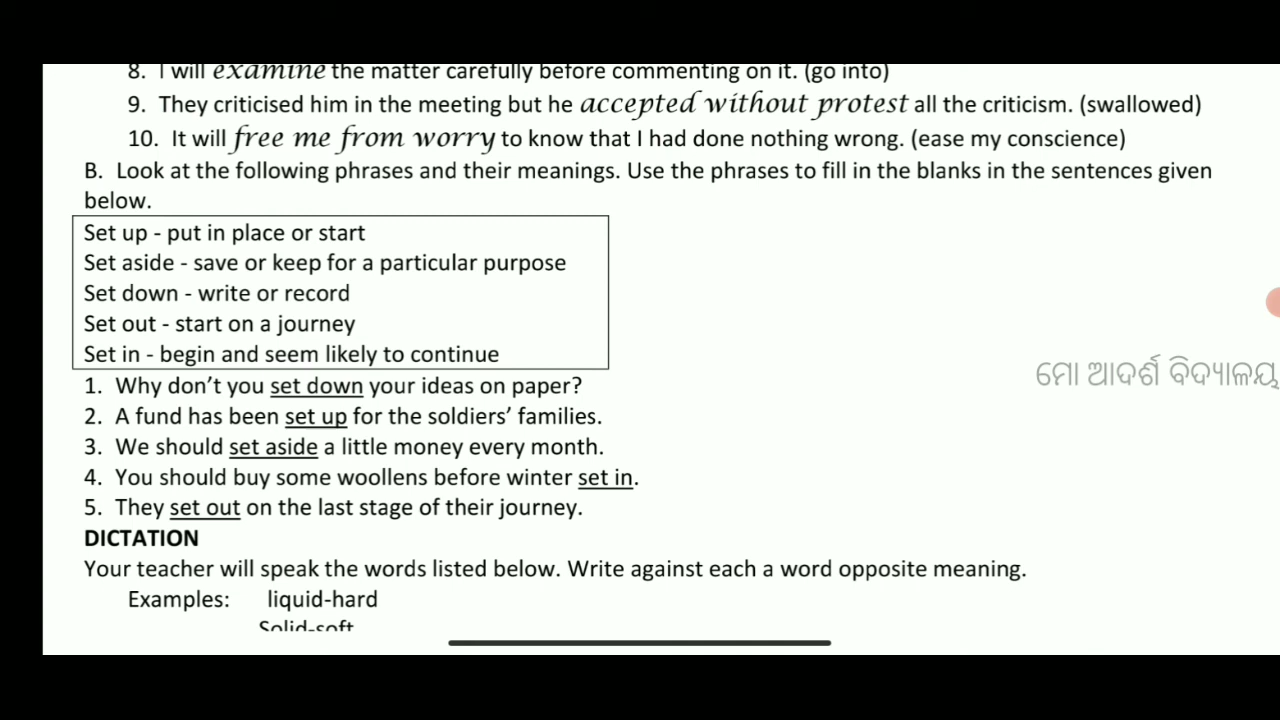 8. I will examine the matter carefully before commenting on it. (go into)
9. They criticised him in the meeting but he accepted without protest all the criticism. (swallowed)
10. It will free me from worry to know that I had done nothing wrong. (ease my conscience)
B. Look at the following phrases and their meanings. Use the phrases to fill in the blanks in the sentences given
below.
Set up - put in place or start
Set aside - save or keep for a particular purpose
Set down - write or record
Set out - start on a journey
Set in - begin and seem likely to continue
ମୋ ଆଦର୍ଶ ବିଦ୍ୟାଳୟ
1. Why don’t you set down your ideas on paper?
2. A fund has been set up for the soldiers’ families.
3. We should set aside a little money every month.
4. You should buy some woollens before winter set in.
5. They set out on the last stage of their journey.
DICTATION
Your teacher will speak the words listed below. Write against each a word opposite meaning.
Examples: liquid-hard
Solid-soft